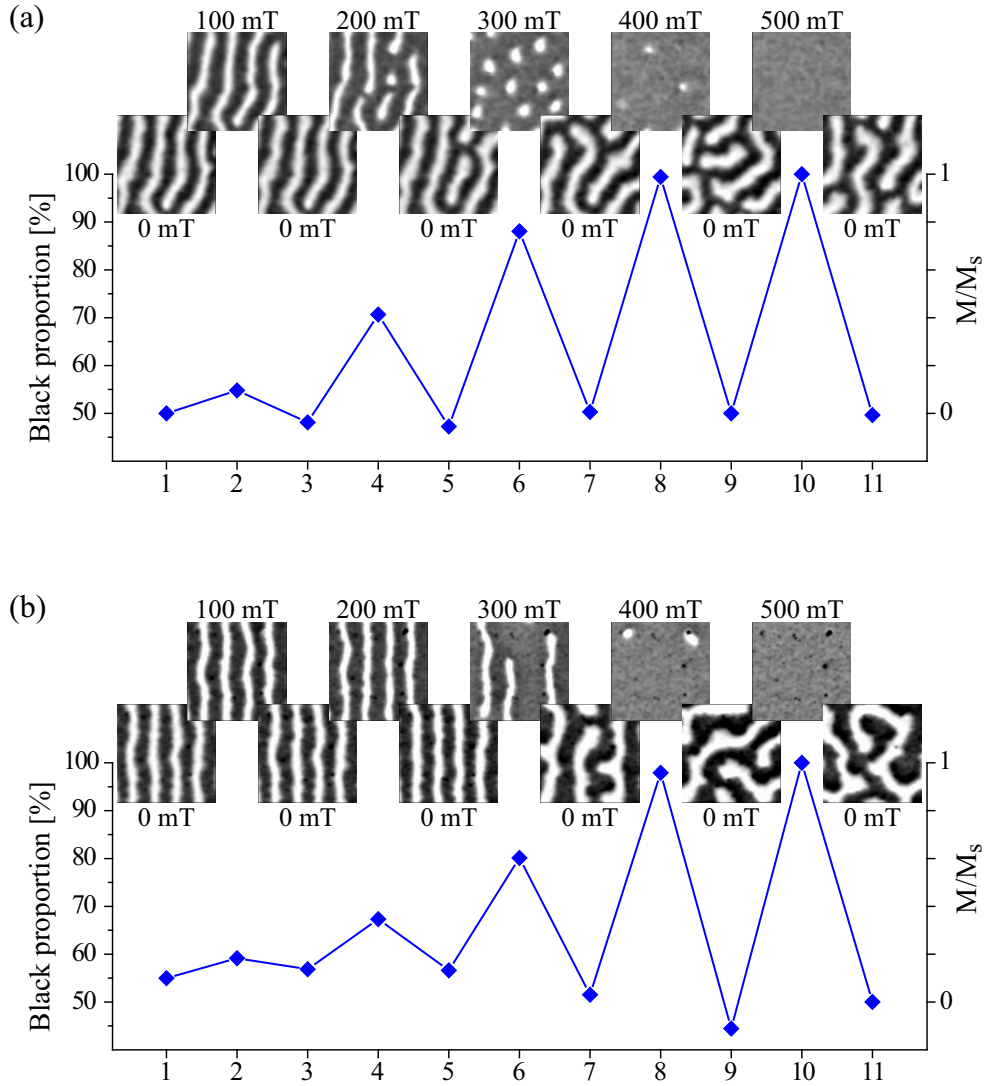 (a)
100 mT 200 mT 300 mT 400 mT 500 mT
0 mT 0 mT 0 mT 0 mT 0 mT 0 mT
Black proportion [%]
100
90
80
70
60
50
1
0
M/Ms
1 2 3 4 5 6 7 8 9 10 11
(b)
100 mT 200 mT 300 mT 400 mT 500 mT
0 mT 0 mT 0 mT 0 mT 0 mT 0 mT
Black proportion [%]
100
90
80
70
60
50
1
0
M/Ms
1 2 3 4 5 6 7 8 9 10 11